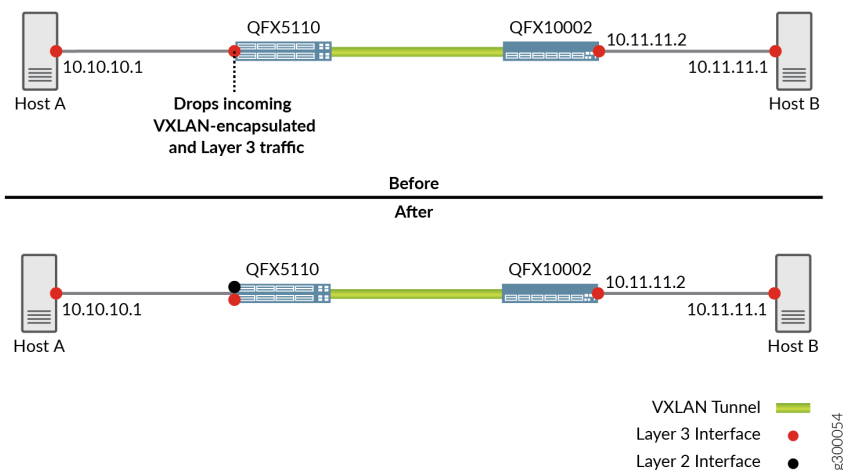 QFX5110
QFX10002
10.11.11.2
10.10.10.1
10.11.11.1
Host A
Host B
Drops incoming
VXLAN-encapsulated
and Layer 3 traffic
Before
After
QFX5110
QFX10002
10.11.11.2
10.10.10.1
10.11.11.1
Host A
Host B
VXLAN Tunnel
Layer 3 Interface
Layer 2 Interface
g300054